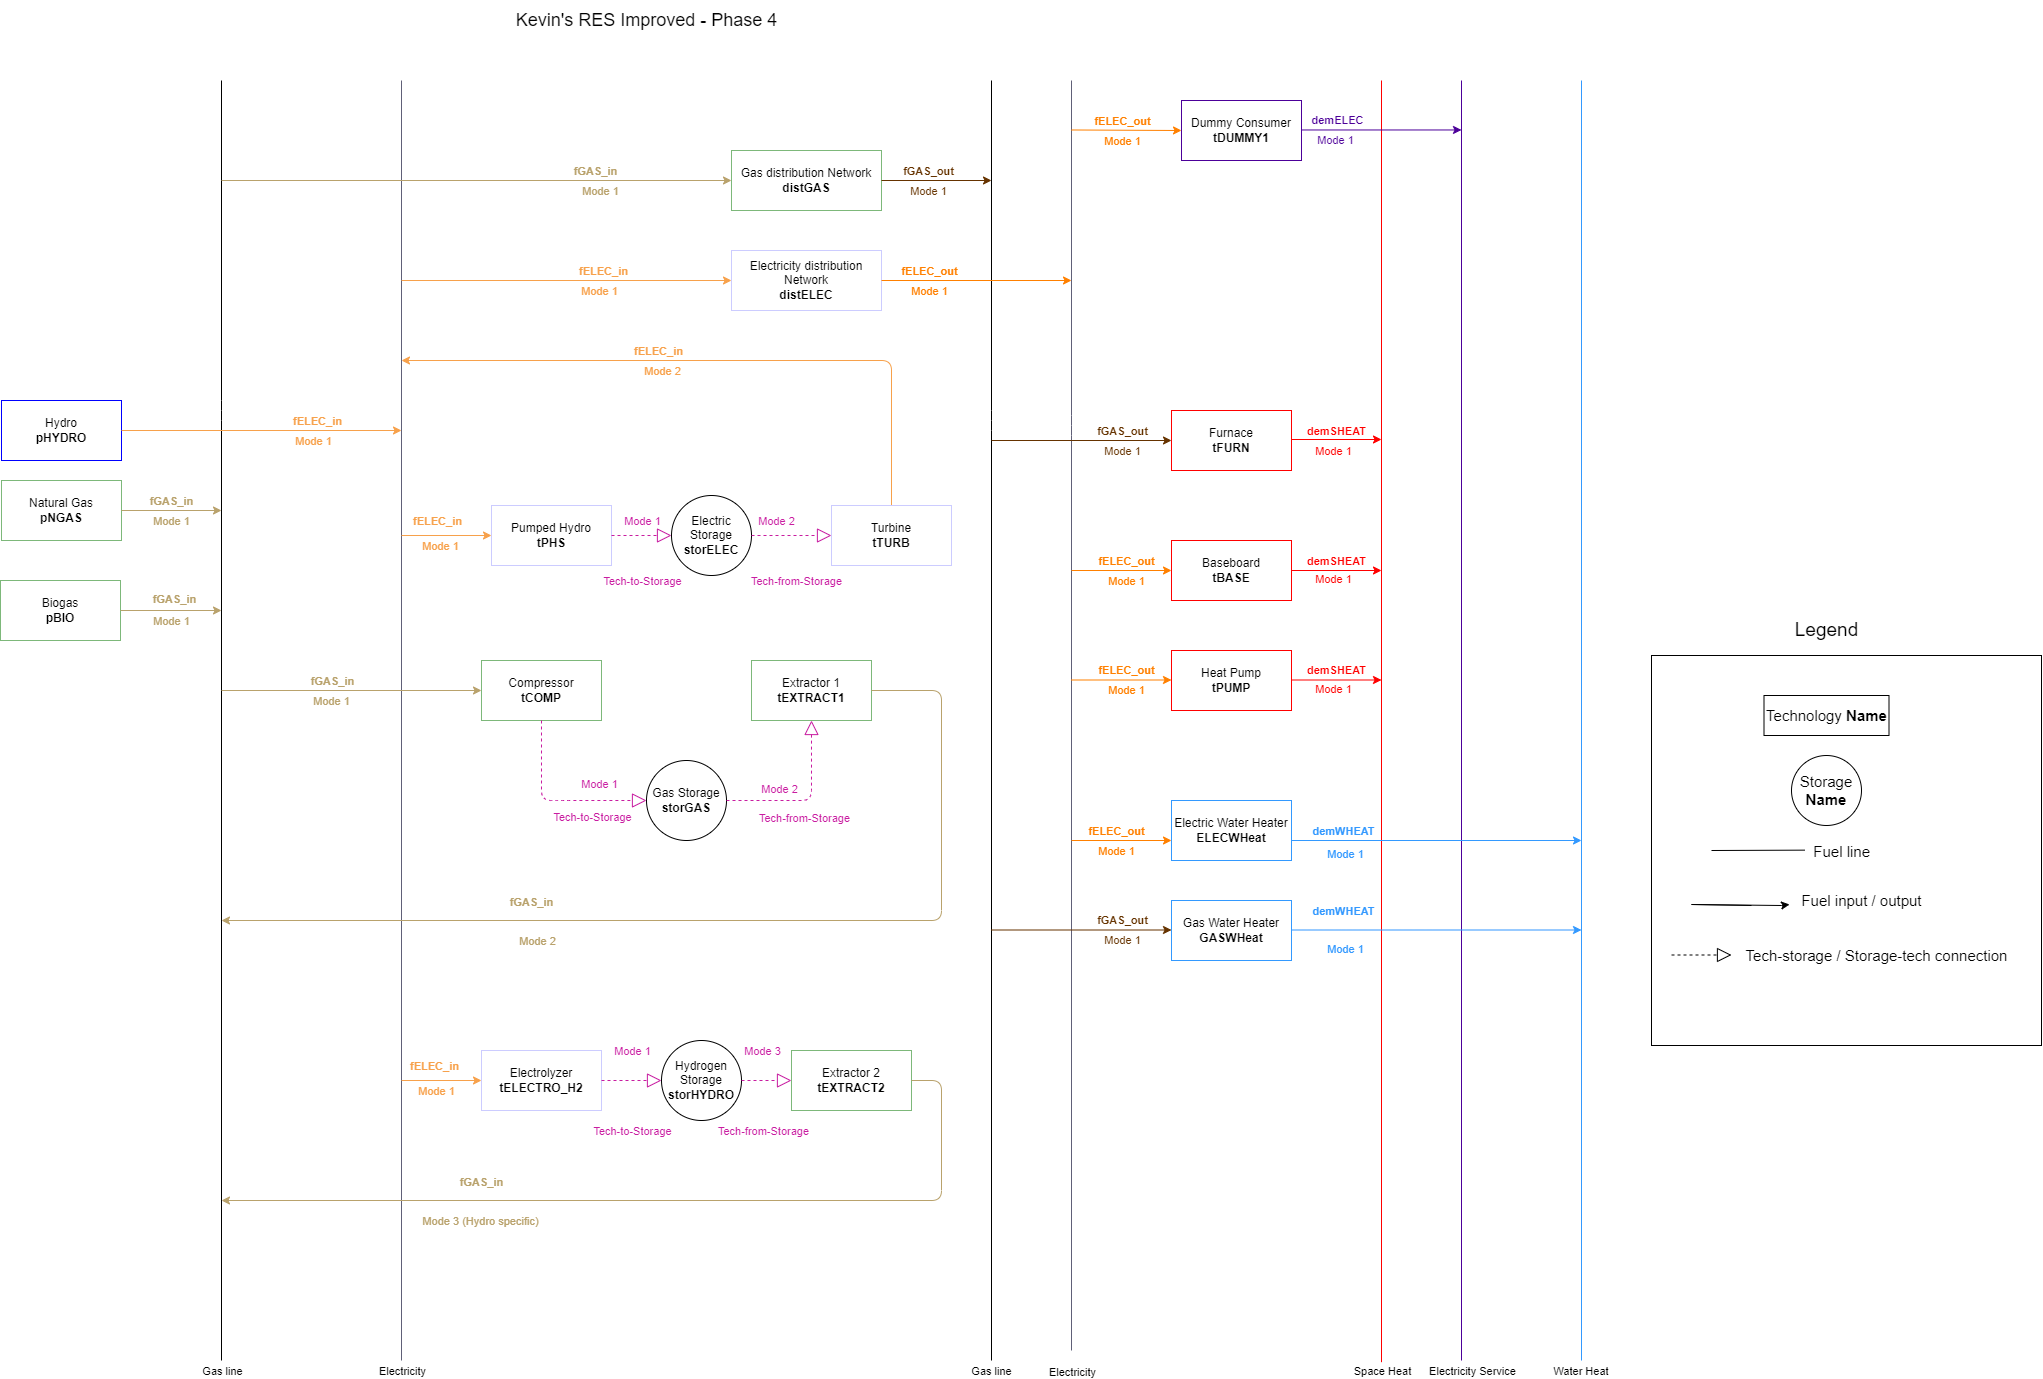 Kevin's RES Improved - Phase 4
fELEC_out
Mode 1
Dummy Consumer
tDUMMY1
demELEC
Mode 1
fGAS_in
Mode 1
Gas distribution Network
distGAS
fGAS_out
Mode 1
fELEC_in
Mode 1
Electricity distribution
Network
distELEC
fELEC_out
Mode 1
fELEC_in
Mode 2
Hydro
pHYDRO
fELEC_in
Mode 1
fGAS_out
Mode 1
Furnace
tFURN
demSHEAT
Mode 1
Natural Gas
pNGAS
fGAS_in
Mode 1
fELEC_in
Mode 1
Pumped Hydro
tPHS
Mode 1
Tech-to-Storage
Electric
Storage
storELEC
Mode 2
Tech-from-Storage
Turbine
tTURB
fELEC_out
Mode 1
Baseboard
tBASE
demSHEAT
Mode 1
Biogas
pBIO
fGAS_in
Mode 1
fGAS_in
Mode 1
Compressor
tCOMP
Extractor 1
tEXTRACT1
fELEC_out
Mode 1
Heat Pump
tPUMP
demSHEAT
Mode 1
Mode 1
Tech-to-Storage
Gas Storage
storGAS
Mode 2
Tech-from-Storage
fELEC_out
Mode 1
Electric Water Heater
ELECWHeat
demWHEAT
Mode 1
fGAS_in
Mode 2
fGAS_out
Mode 1
Gas Water Heater
GASWHeat
demWHEAT
Mode 1
fELEC_in
Mode 1
Electrolyzer
tELECTRO_H2
Mode 1
Tech-to-Storage
Hydrogen
Storage
storHYDRO
Mode 3
Tech-from-Storage
Extractor 2
tEXTRACT2
fGAS_in
Mode 3 (Hydro specific)
Legend
Technology Name
Storage
Name
Fuel line
Fuel input / output
Tech-storage / Storage-tech connection
Gas line
Electricity
Gas line
Electricity
Space Heat
Electricity Service
Water Heat